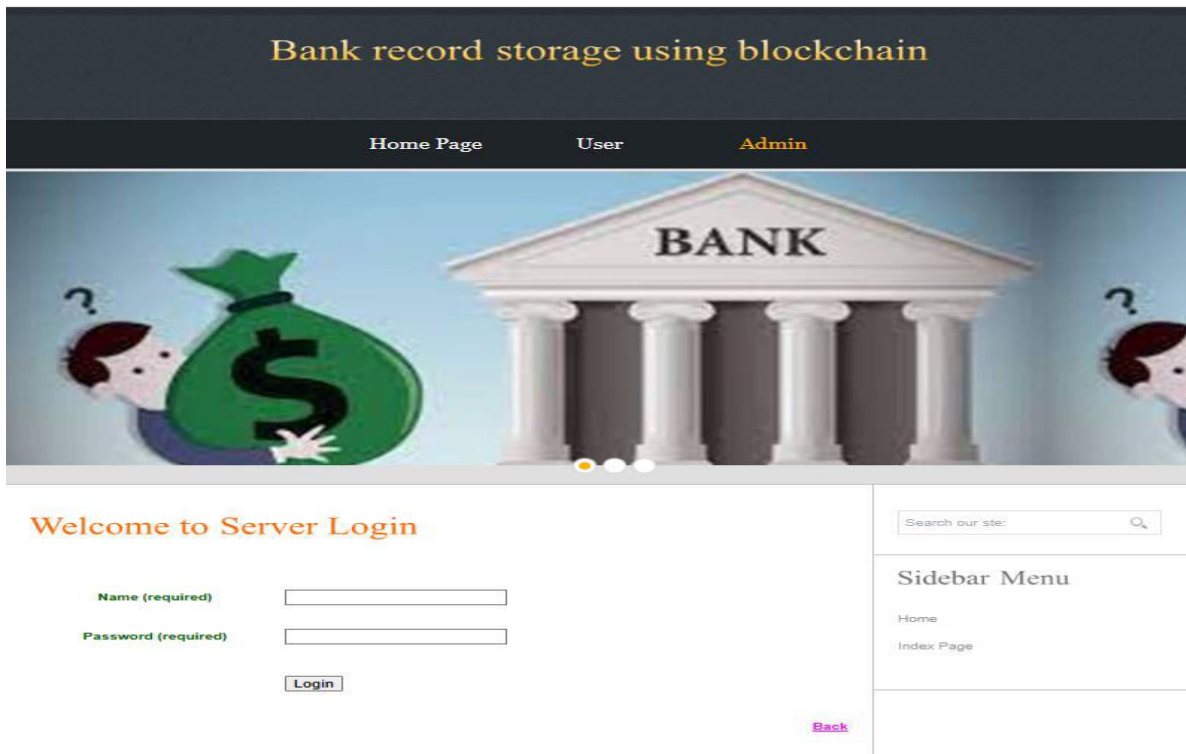 Bank record storage using blockchain
Home Page User Admin
BANK
?
$
?
Welcome to Server Login
Name (required)
Password (required)
Login
Back
Search our ste:
Sidebar Menu
Home
Index Page